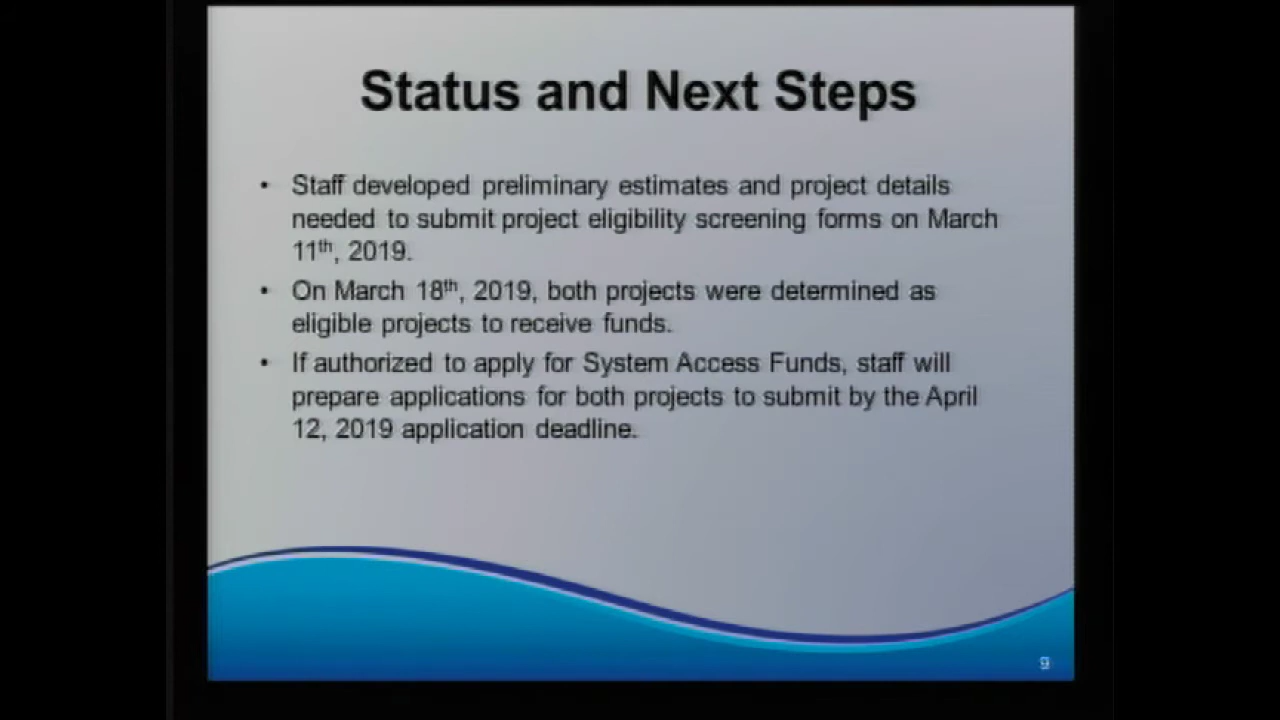 Status and Next Steps
• Staff developed preliminary estimates and project details
needed to submit project eligibility screening forms on March
11th, 2019.
• On March 18th, 2019, both projects were determined as
eligible projects to receive funds.
• If authorized to apply for System Access Funds, staff will
prepare applications for both projects to submit by the April
12, 2019 application deadline.
9